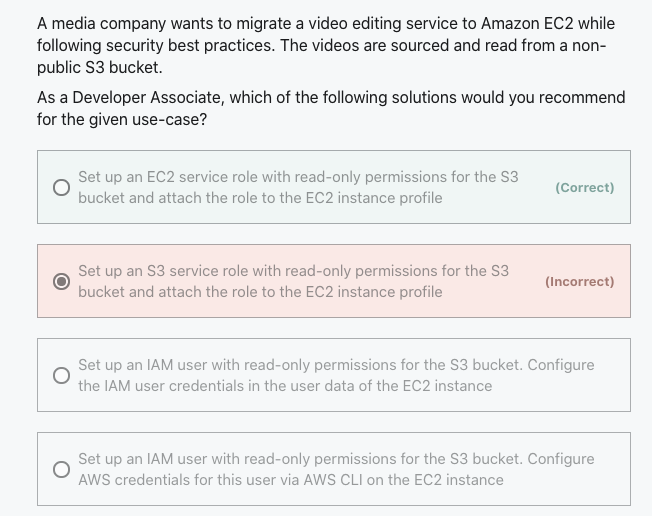 A media company wants to migrate a video editing service to Amazon EC2 while
following security best practices. The videos are sourced and read from a non-
public S3 bucket.
As a Developer Associate, which of the following solutions would you recommend
for the given use-case?
Set up an EC2 service role with read-only permissions for the S3
bucket and attach the role to the EC2 instance profile
(Correct)
Set up an S3 service role with read-only permissions for the S3
bucket and attach the role to the EC2 instance profile
(Incorrect)
Set up an IAM user with read-only permissions for the S3 bucket. Configure
the IAM user credentials in the user data of the EC2 instance
Set up an IAM user with read-only permissions for the S3 bucket. Configure
AWS credentials for this user via AWS CLI on the EC2 instance